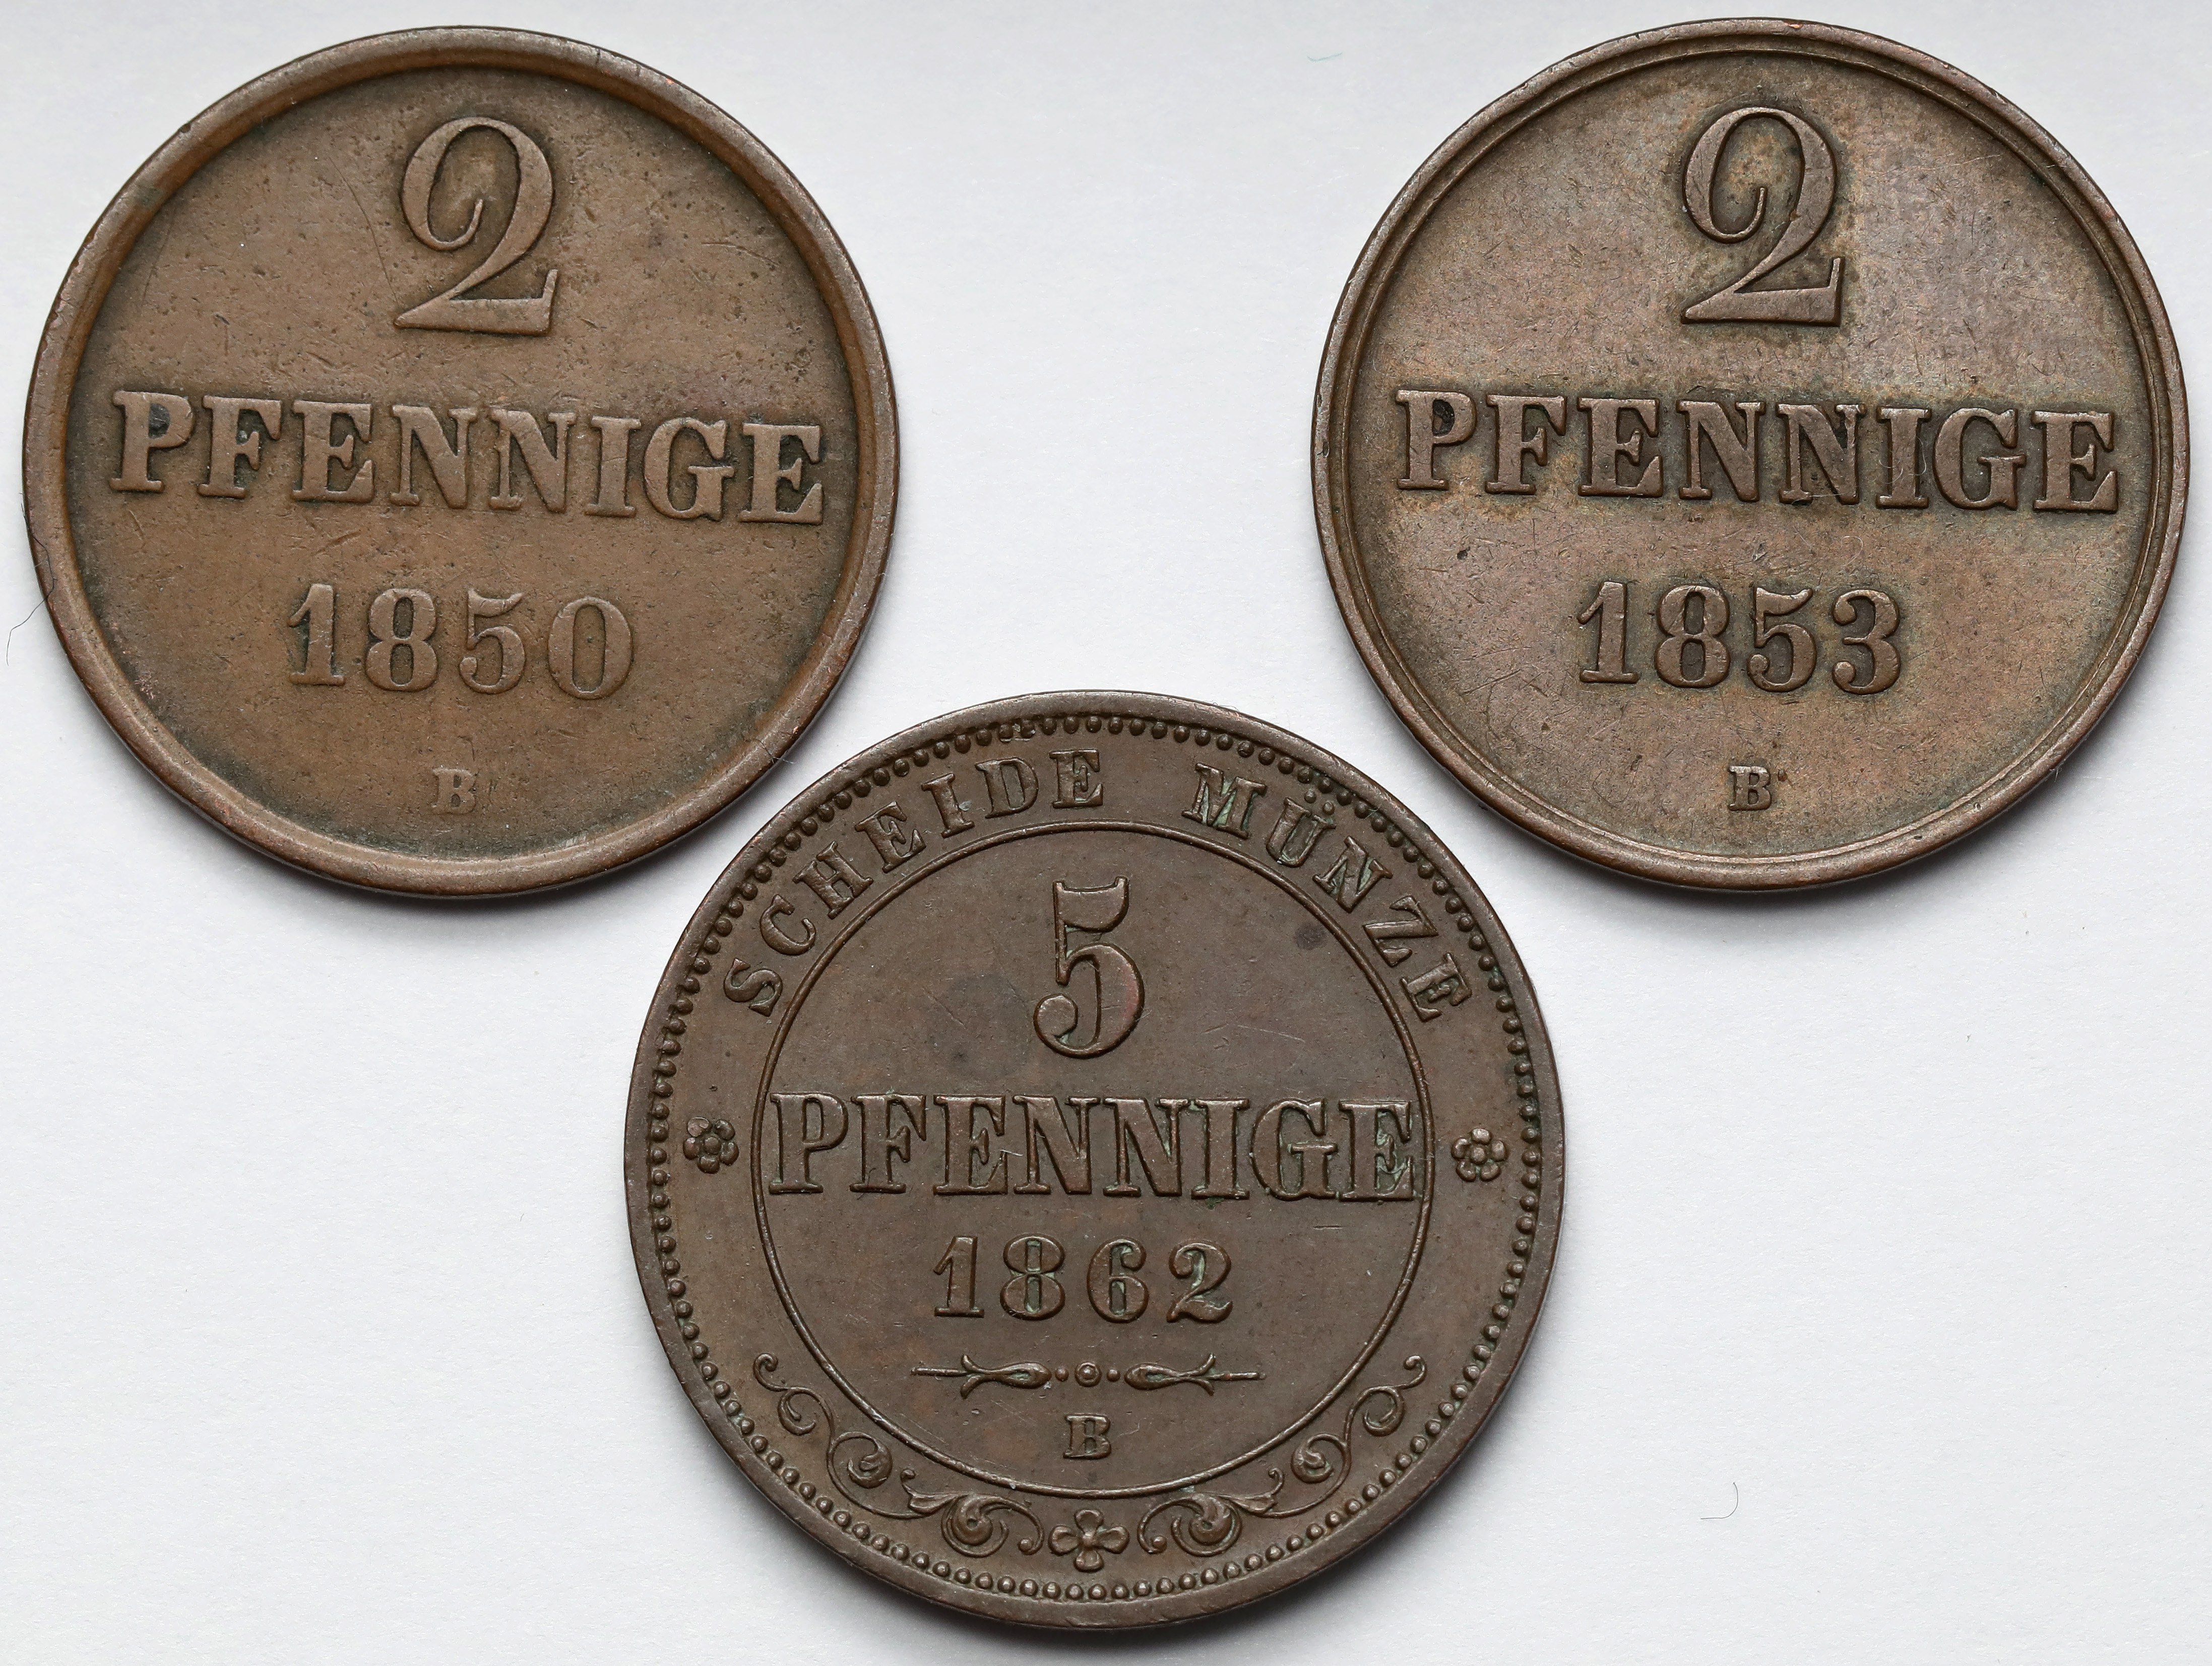 2
PFENNIGE
1850
B
2
PFENNIGE
1853
B
SCHEIDE MÜNZE
5
PFENNIGE
1862
B